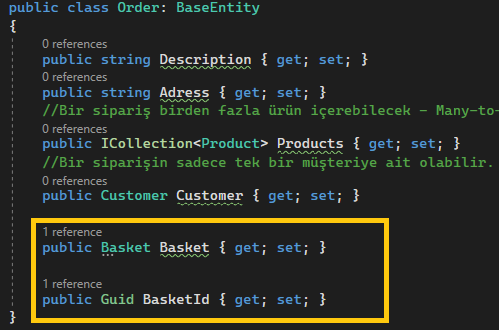 public class Order: BaseEntity
{
0 references
public string Description { get; set; }
0 references
public string Adress { get; set; }
//Bir sipariş birden fazla ürün içerebilecek - Many-to-
0 references
public ICollection<Product> Products { get; set; }
//Bir siparişin sadece tek bir müşteriye ait olabilir.
0 references
public Customer Customer { get; set; }
1 reference
public Basket Basket { get; set; }
1 reference
public Guid BasketId { get; set; }
}